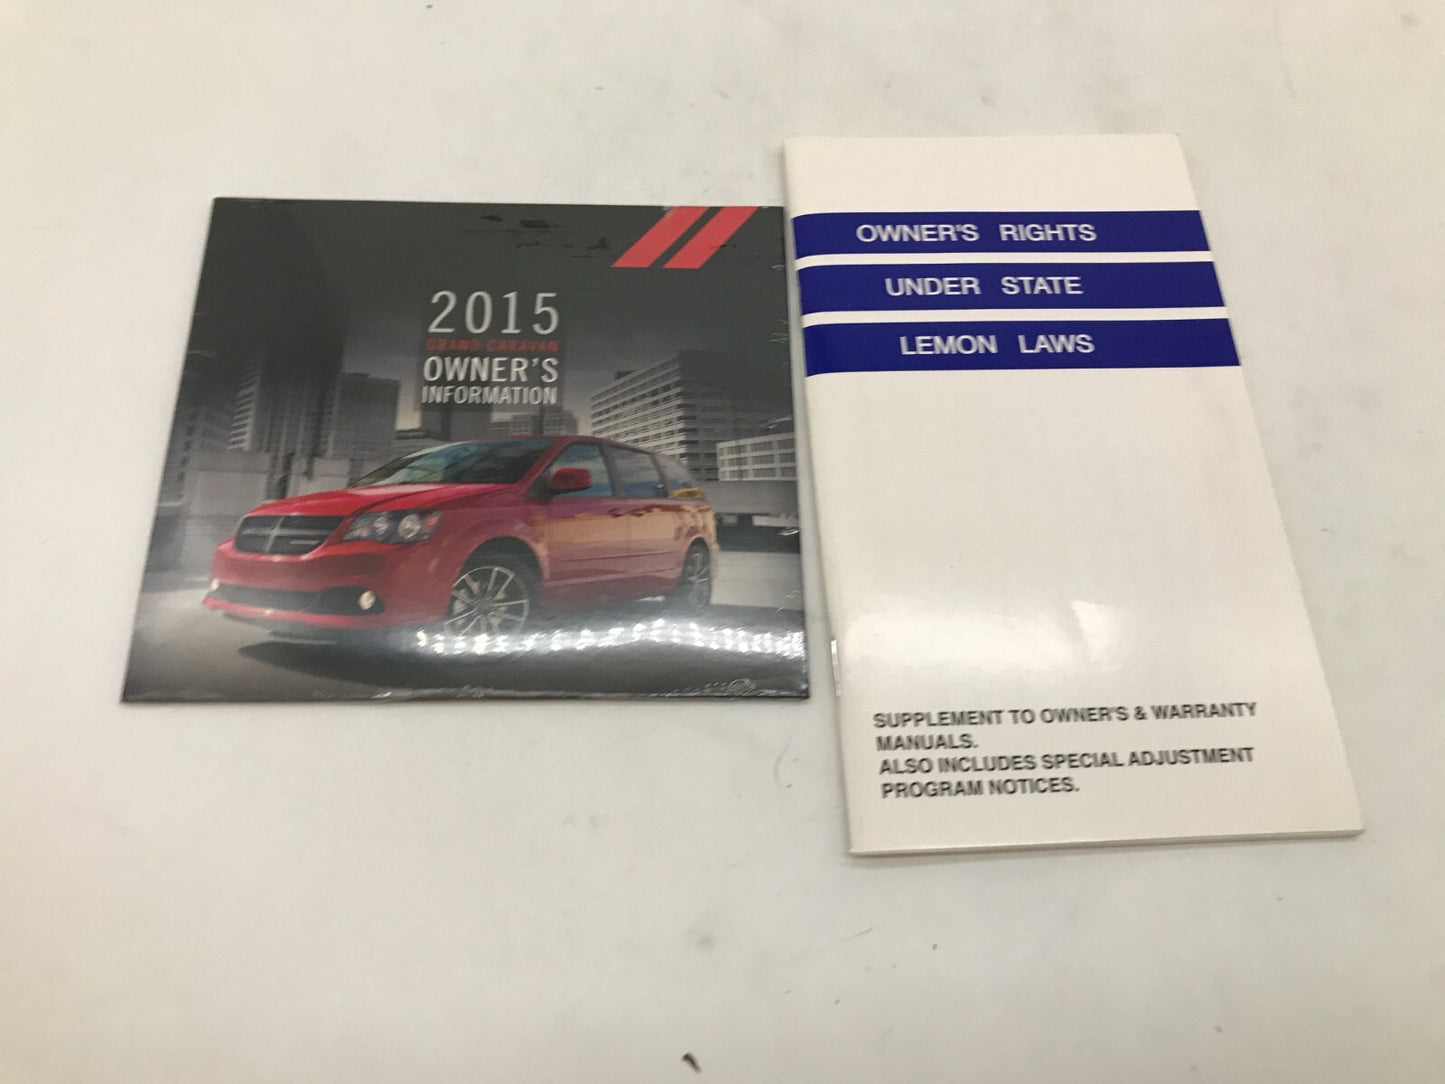 2015
GRAND CARAVAN
OWNER'S
INFORMATION
OWNER'S RIGHTS
UNDER STATE
LEMON LAWS
SUPPLEMENT TO OWNER'S & WARRANTY
MANUALS.
ALSO INCLUDES SPECIAL ADJUSTMENT
PROGRAM NOTICES.